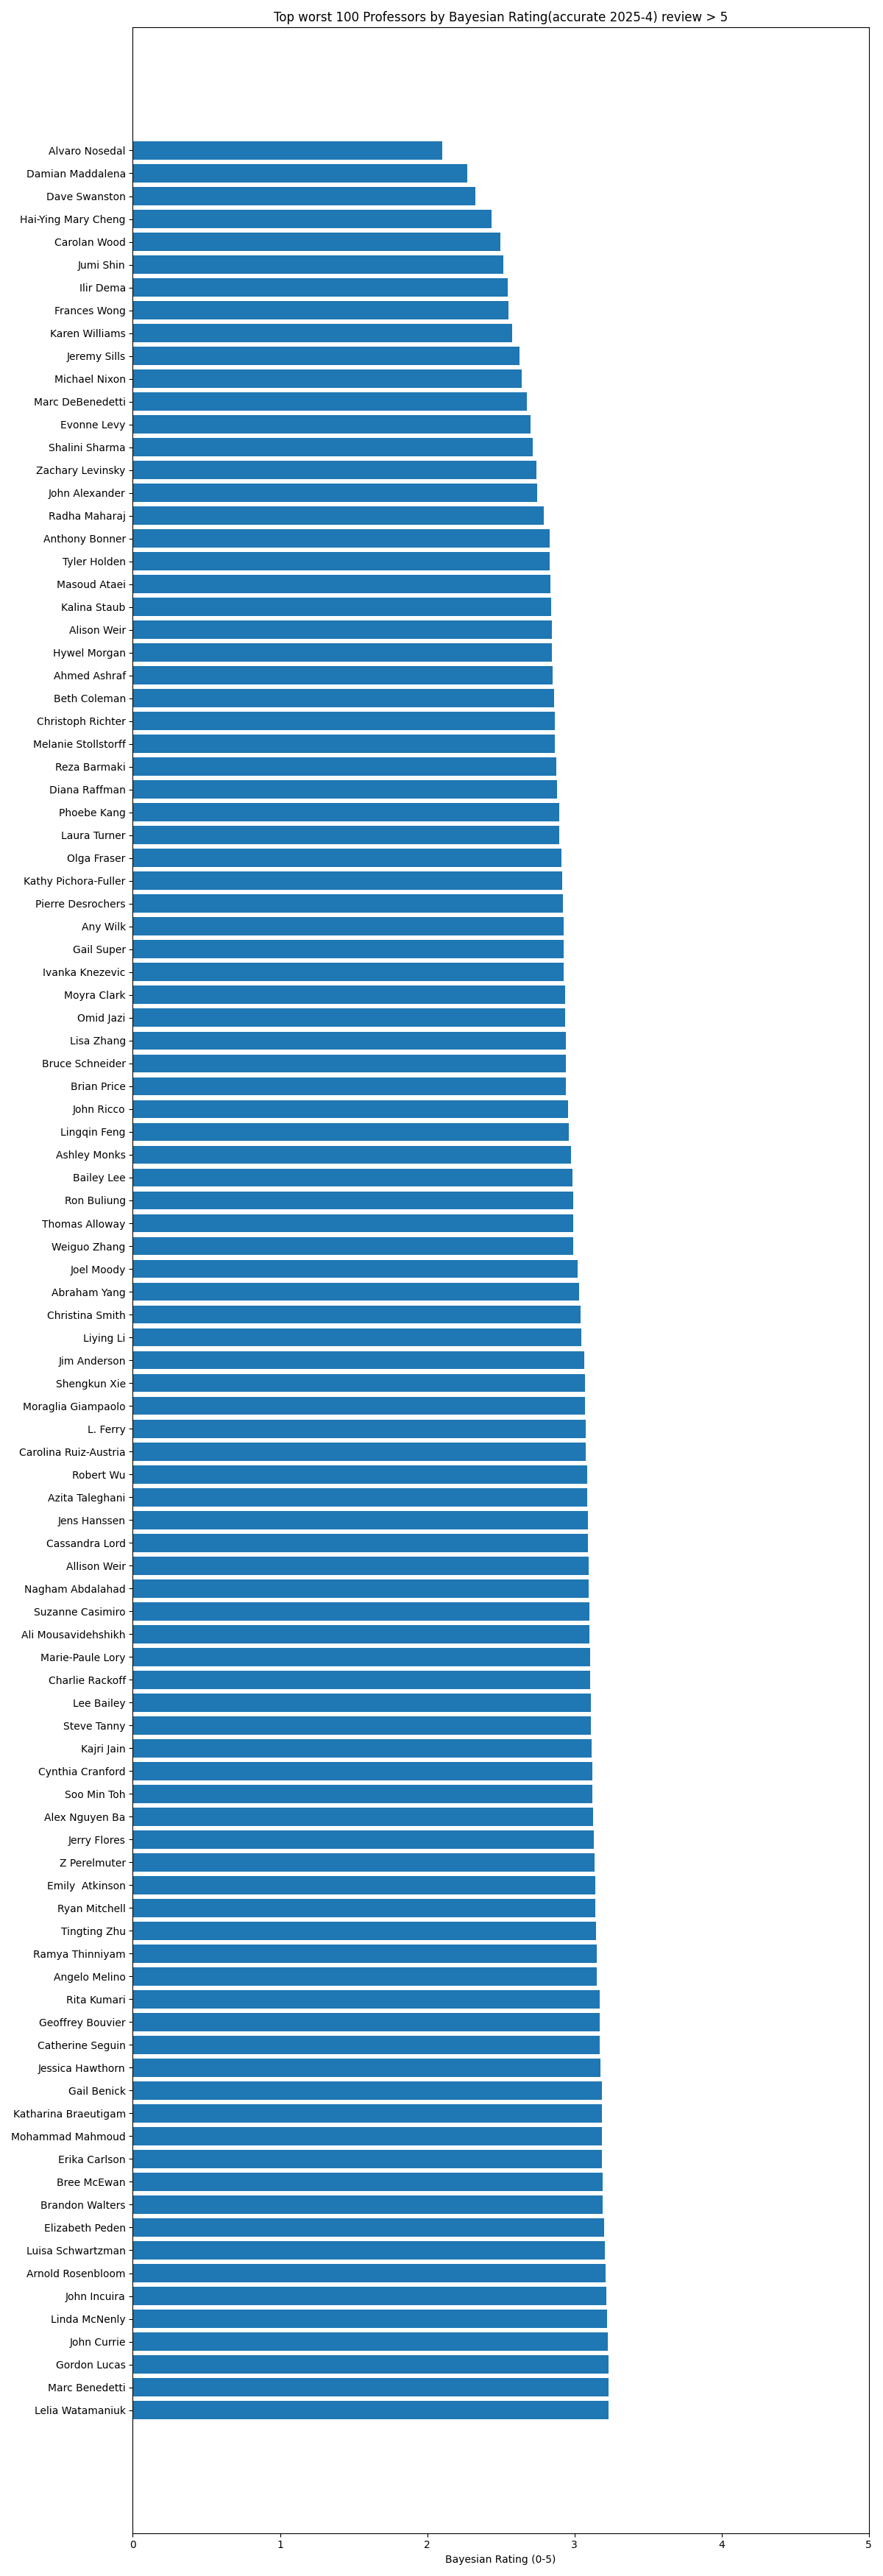 Top worst 100 Professors by Bayesian Rating(accurate 2025-4) review > 5
Alvaro Nosedal
Damian Maddalena
Dave Swanston
Hai-Ying Mary Cheng
Carolan Wood
Jumi Shin
Ilir Dema
Frances Wong
Karen Williams
Jeremy Sills
Michael Nixon
Marc DeBenedetti
Evonne Levy
Shalini Sharma
Zachary Levinsky
John Alexander
Radha Maharaj
Anthony Bonner
Tyler Holden
Masoud Ataei
Kalina Staub
Alison Weir
Hywel Morgan
Ahmed Ashraf
Beth Coleman
Christoph Richter
Melanie Stollstorff
Reza Barmaki
Diana Raffman
Phoebe Kang
Laura Turner
Olga Fraser
Kathy Pichora-Fuller
Pierre Desrochers
Any Wilk
Gail Super
Ivanka Knezevic
Moyra Clark
Omid Jazi
Lisa Zhang
Bruce Schneider
Brian Price
John Ricco
Lingqin Feng
Ashley Monks
Bailey Lee
Ron Buliung
Thomas Alloway
Weiguo Zhang
Joel Moody
Abraham Yang
Christina Smith
Liying Li
Jim Anderson
Shengkun Xie
Moraglia Giampaolo
L. Ferry
Carolina Ruiz-Austria
Robert Wu
Azita Taleghani
Jens Hanssen
Cassandra Lord
Allison Weir
Nagham Abdalahad
Suzanne Casimiro
Ali Mousavidehshikh
Marie-Paule Lory
Charlie Rackoff
Lee Bailey
Steve Tanny
Kajri Jain
Cynthia Cranford
Soo Min Toh
Alex Nguyen Ba
Jerry Flores
Z Perelmuter
Emily  Atkinson
Ryan Mitchell
Tingting Zhu
Ramya Thinniyam
Angelo Melino
Rita Kumari
Geoffrey Bouvier
Catherine Seguin
Jessica Hawthorn
Gail Benick
Katharina Braeutigam
Mohammad Mahmoud
Erika Carlson
Bree McEwan
Brandon Walters
Elizabeth Peden
Luisa Schwartzman
Arnold Rosenbloom
John Incuira
Linda McNenly
John Currie
Gordon Lucas
Marc Benedetti
Lelia Watamaniuk
0 1 2 3 4 5
Bayesian Rating (0-5)